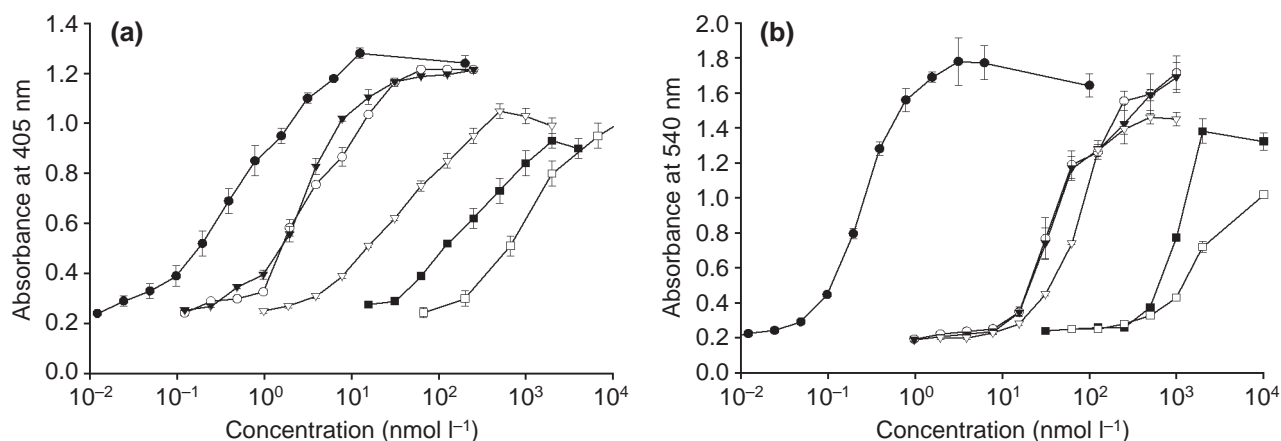 (a)
Absorbance at 405 nm
1.4
1.2
1.0
0.8
0.6
0.4
0.2
0.0
10⁻² 10⁻¹ 10⁰ 10¹ 10² 10³ 10⁴
Concentration (nmol l⁻¹)
(b)
Absorbance at 540 nm
2.0
1.8
1.6
1.4
1.2
1.0
0.8
0.6
0.4
0.2
0.0
10⁻² 10⁻¹ 10⁰ 10¹ 10² 10³ 10⁴
Concentration (nmol l⁻¹)